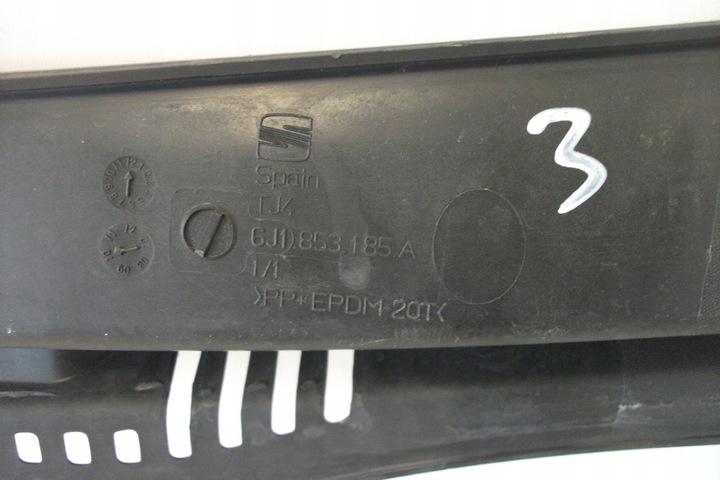 3
Spain
TJ4
6J1).853.185.A
1/1
>PP+EPDM-20T<